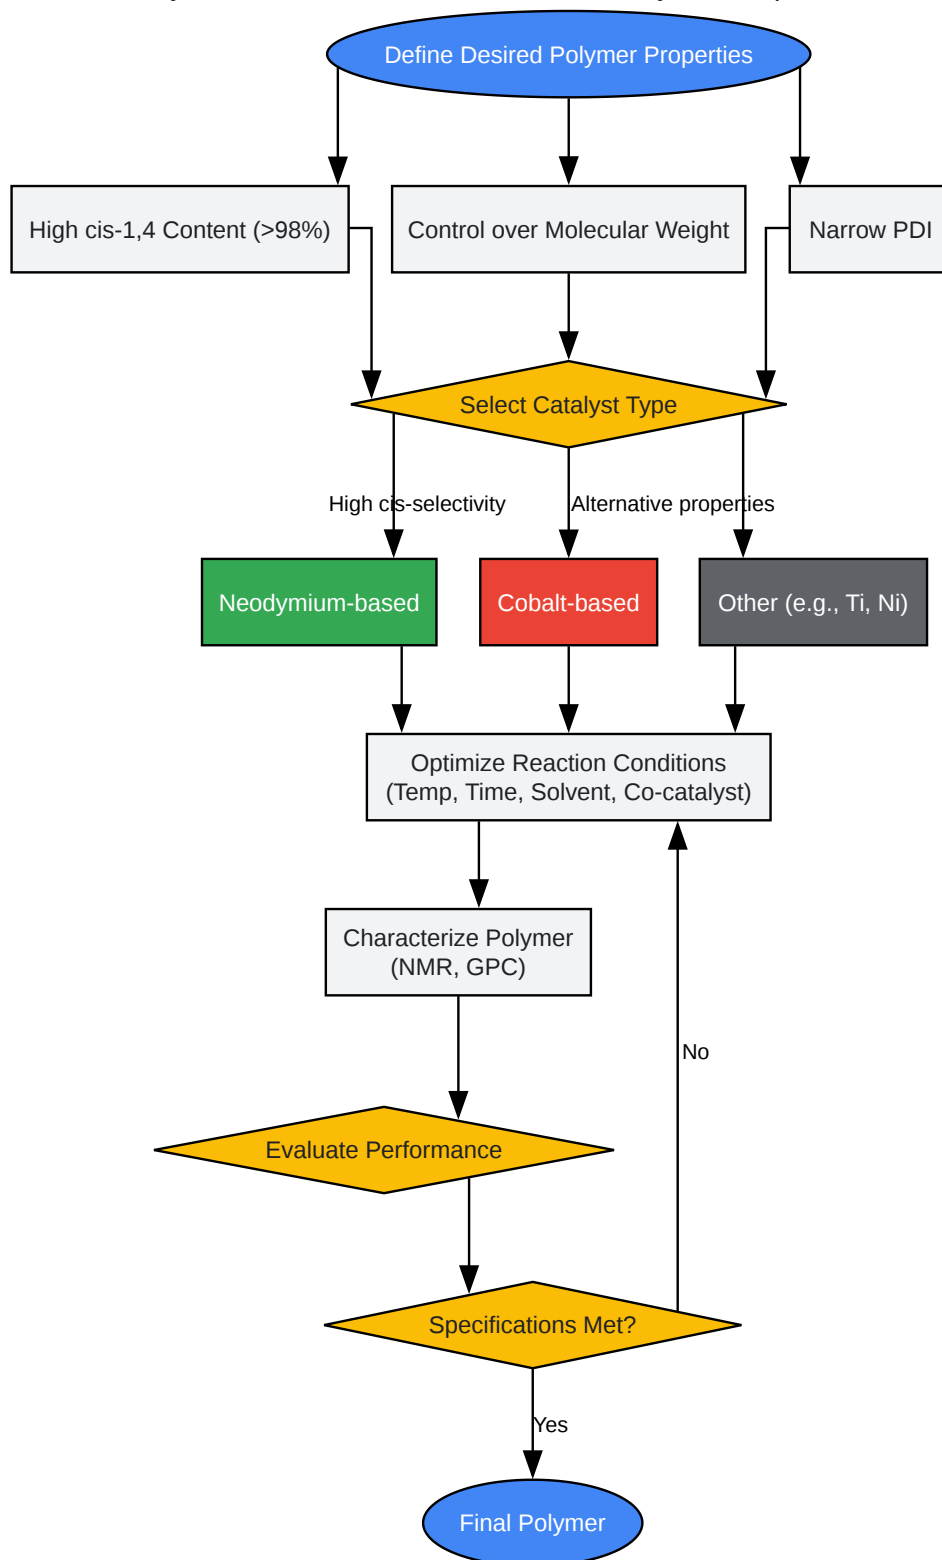 Define Desired Polymer Properties
High cis-1,4 Content (>98%)
Control over Molecular Weight
Narrow PDI
Select Catalyst Type
High cis-selectivity
Alternative properties
Neodymium-based
Cobalt-based
Other (e.g., Ti, Ni)
Optimize Reaction Conditions
(Temp, Time, Solvent, Co-catalyst)
Characterize Polymer
(NMR, GPC)
No
Evaluate Performance
Specifications Met?
Yes
Final Polymer